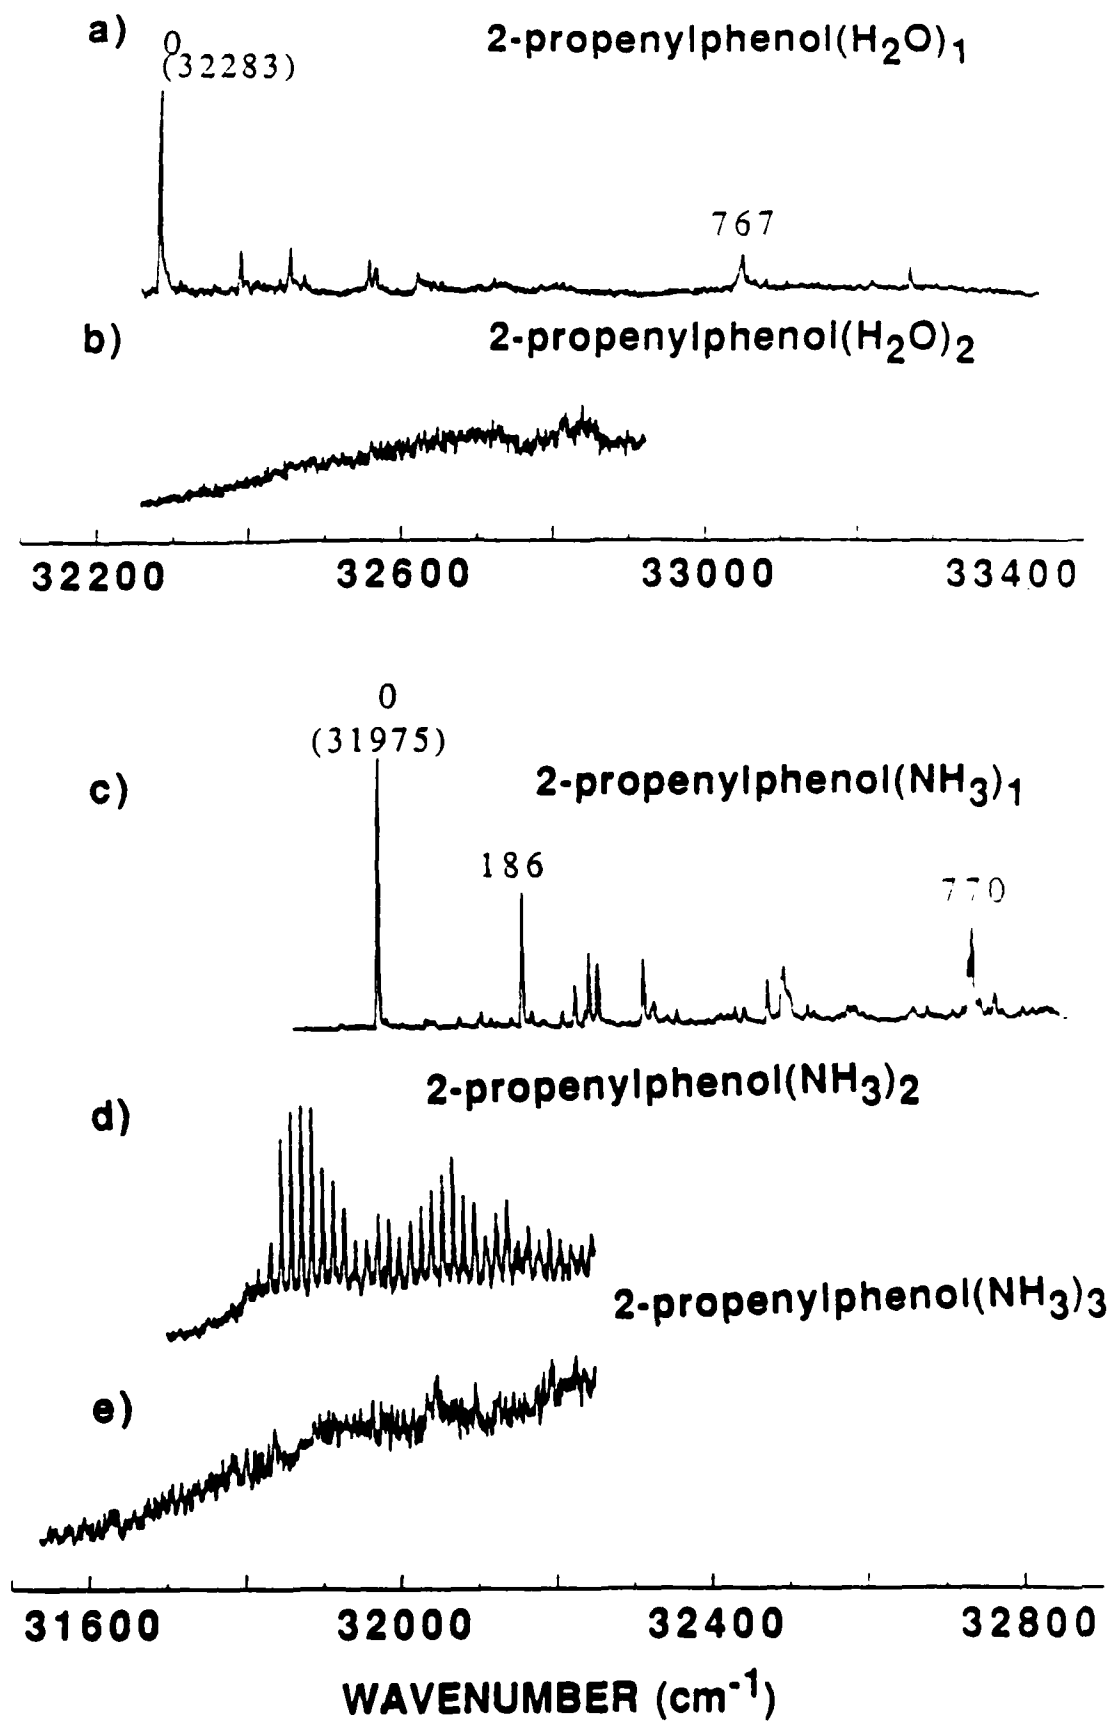 a) 0 2-propenylphenol(H2O)1
(32283)
767
b) 2-propenylphenol(H2O)2
32200 32600 33000 33400
0
(31975)
c) 2-propenylphenol(NH3)1
186
770
2-propenylphenol(NH3)2
d)
2-propenylphenol(NH3)3
e)
31600 32000 32400 32800
WAVENUMBER (cm-1)